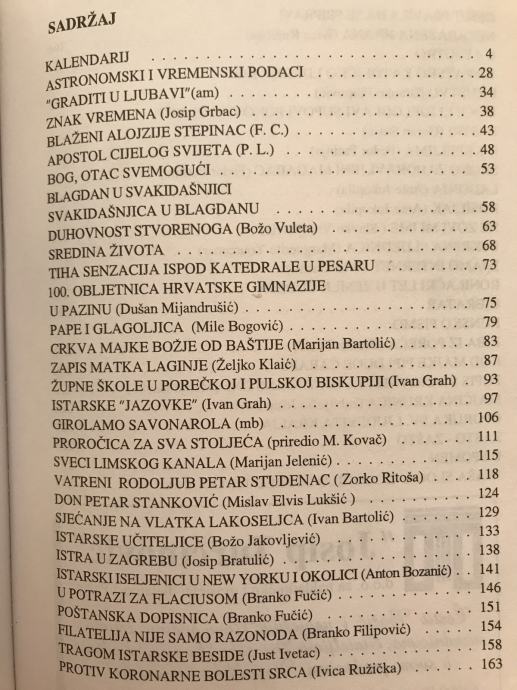 SADRŽAJ
KALENDARIJ . . . . . . . . . . . . . . . . . . . . . . . . . . 4
ASTRONOMSKI I VREMENSKI PODACI . . . . . . . . . . . . . 28
"GRADITI U LJUBAVI"(am) . . . . . . . . . . . . . . . . . . . 34
ZNAK VREMENA (Josip Grbac) . . . . . . . . . . . . . . . . . 38
BLAŽENI ALOJZIJE STEPINAC (F. C.) . . . . . . . . . . . . . . 43
APOSTOL CIJELOG SVIJETA (P. L.) . . . . . . . . . . . . . . . 48
BOG, OTAC SVEMOGUĆI . . . . . . . . . . . . . . . . . . . . 53
BLAGDAN U SVAKIDAŠNJICI
SVAKIDAŠNJICA U BLAGDANU . . . . . . . . . . . . . . . . 58
DUHOVNOST STVORENOGA (Božo Vuleta) . . . . . . . . . . . 63
SREDINA ŽIVOTA . . . . . . . . . . . . . . . . . . . . . . . 68
TIHA SENZACIJA ISPOD KATEDRALE U PESARU . . . . . . . . 73
100. OBLJETNICA HRVATSKE GIMNAZIJE
U PAZINU (Dušan Mijandrušić) . . . . . . . . . . . . . . . . . 75
PAPE I GLAGOLJICA (Mile Bogović) . . . . . . . . . . . . . . 79
CRKVA MAJKE BOŽJE OD BAŠTIJE (Marijan Bartolić) . . . . . 83
ZAPIS MATKA LAGINJE (Željko Klaić) . . . . . . . . . . . . . 87
ŽUPNE ŠKOLE U POREČKOJ I PULSKOJ BISKUPIJI (Ivan Grah) . 93
ISTARSKE "JAZOVKE" (Ivan Grah) . . . . . . . . . . . . . . . 97
GIROLAMO SAVONAROLA (mb) . . . . . . . . . . . . . . . . 106
PROROČICA ZA SVA STOLJEĆA (priredio M. Kovač) . . . . . . 111
SVECI LIMSKOG KANALA (Marijan Jelenić) . . . . . . . . . . . 115
VATRENI RODOLJUB PETAR STUDENAC ( Zorko Ritoša) . . . . 118
DON PETAR STANKOVIĆ (Mislav Elvis Lukšić ) . . . . . . . . . 124
SJEĆANJE NA VLATKA LAKOSELJCA (Ivan Bartolić) . . . . . . 129
ISTARSKE UČITELJICE (Božo Jakovljević) . . . . . . . . . . . . 133
ISTRA U ZAGREBU (Josip Bratulić) . . . . . . . . . . . . . . . 138
ISTARSKI ISELJENICI U NEW YORKU I OKOLICI (Anton Bozanić) . 141
U POTRAZI ZA FLACIUSOM (Branko Fučić) . . . . . . . . . . . 146
POŠTANSKA DOPISNICA (Branko Fučić) . . . . . . . . . . . . . 151
FILATELIJA NIJE SAMO RAZONODA (Branko Filipović) . . . . . 154
TRAGOM ISTARSKE BESIDE (Just Ivetac) . . . . . . . . . . . . 158
PROTIV KORONARNE BOLESTI SRCA (Ivica Ružička) . . . . . . 163